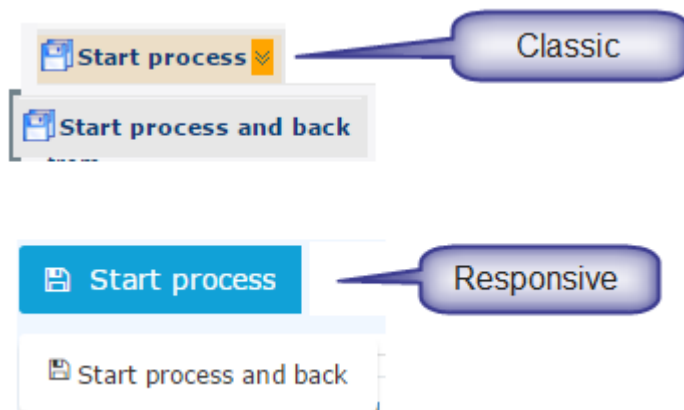 Start process
Classic
Start process and back
Start process
Responsive
Start process and back